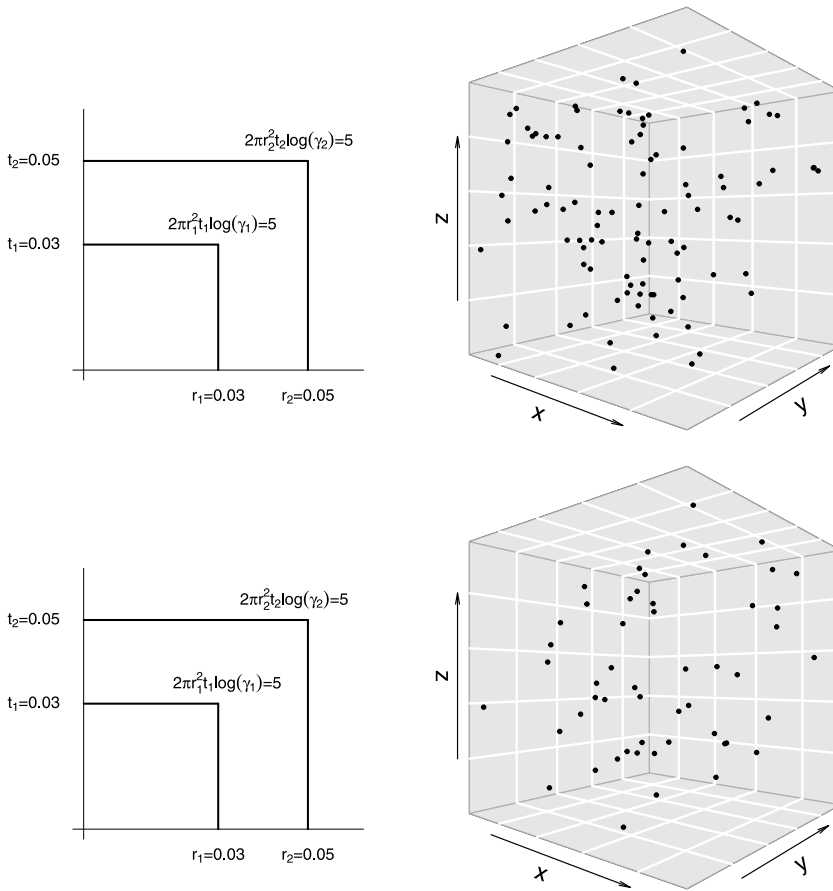 2πr₂²t₂log(γ₂)=5
t₂=0.05
2πr₁²t₁log(γ₁)=5
t₁=0.03
r₁=0.03 r₂=0.05
z
x
y
2πr₂²t₂log(γ₂)=5
t₂=0.05
2πr₁²t₁log(γ₁)=5
t₁=0.03
r₁=0.03 r₂=0.05
z
x
y